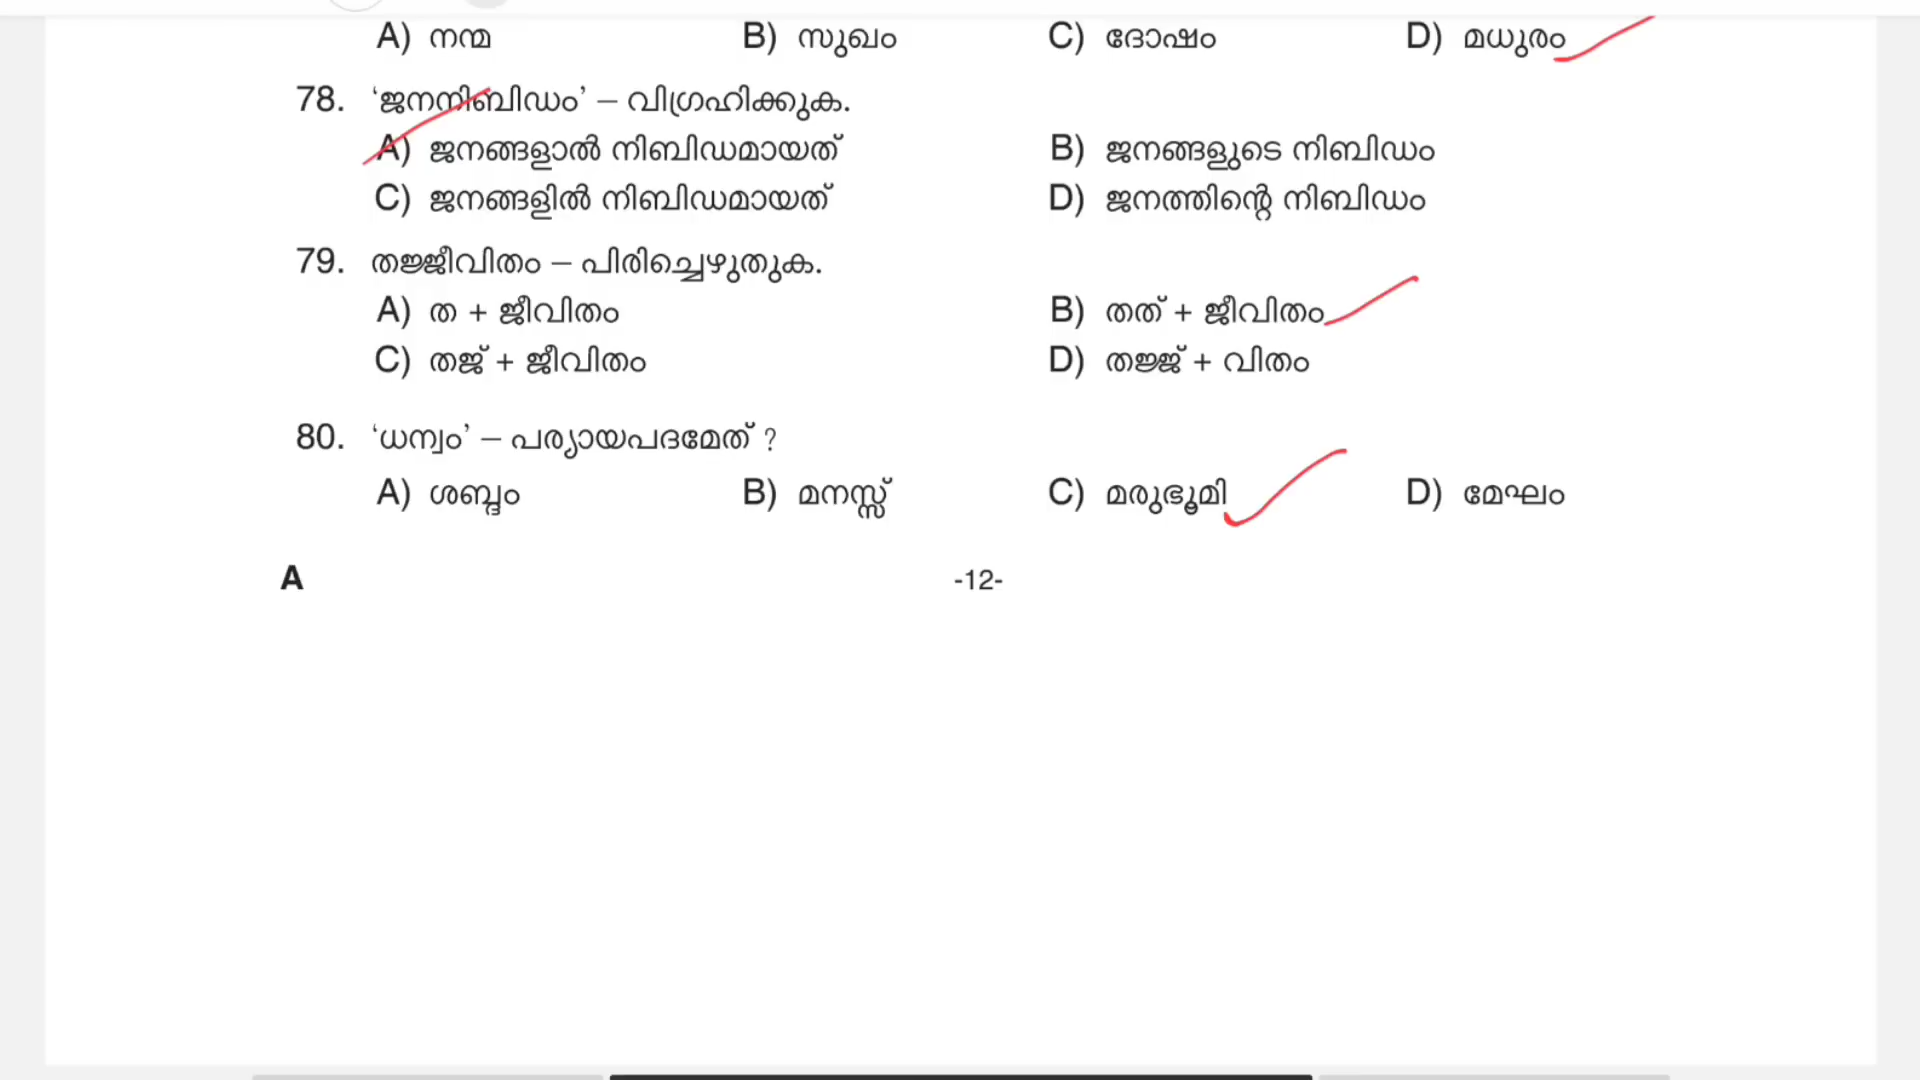 A) നന്മ B) സുഖം C) ദോഷം D) മധുരം
78. ‘ജനനിബിഡം’ – വിഗ്രഹിക്കുക.
A) ജനങ്ങളാൽ നിബിഡമായത് B) ജനങ്ങളുടെ നിബിഡം
C) ജനങ്ങളിൽ നിബിഡമായത് D) ജനത്തിന്റെ നിബിഡം
79. തജ്ജീവിതം – പിരിച്ചെഴുതുക.
A) ത + ജീവിതം B) തത് + ജീവിതം
C) തജ് + ജീവിതം D) തജ്ജ് + വിതം
80. ‘ധന്വം’ – പര്യായപദമേത് ?
A) ശബ്ദം B) മനസ്സ് C) മരുഭൂമി D) മേഘം
A -12-